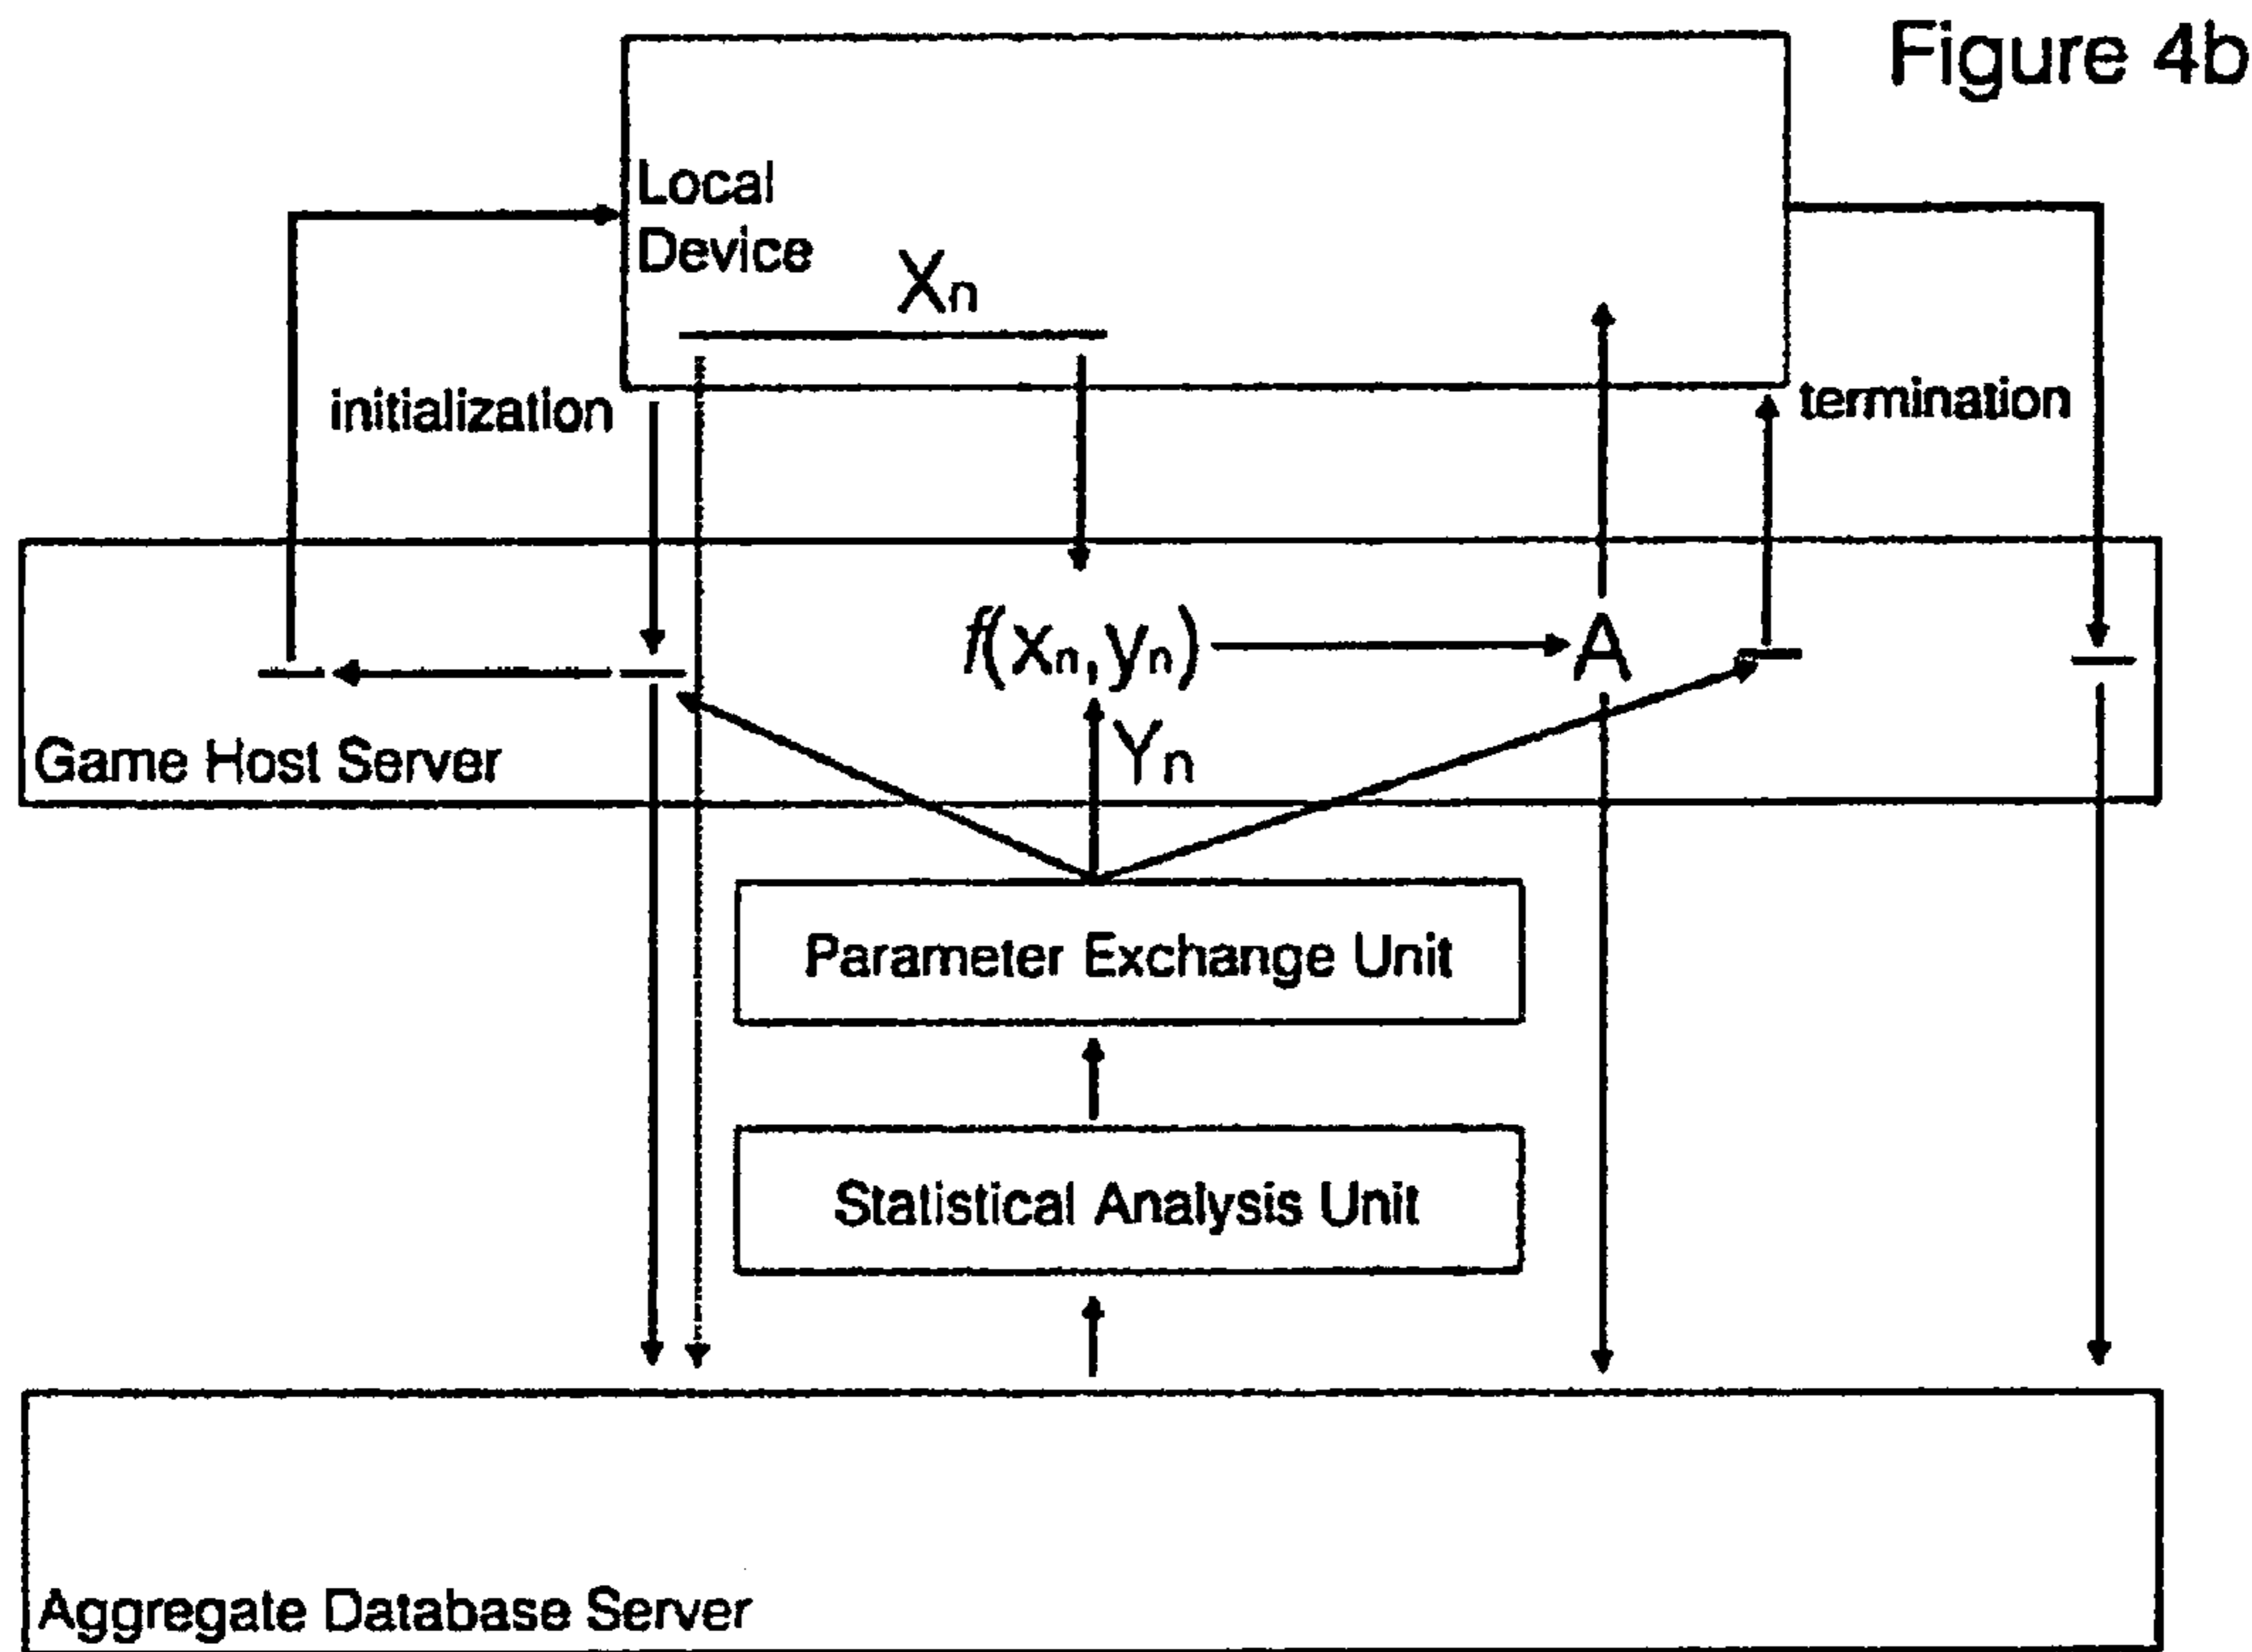 Figure 4b
Local
Device
Xn
initialization
termination
f(xn,yn)
A
Yn
Game Host Server
Parameter Exchange Unit
Statistical Analysis Unit
Aggregate Database Server